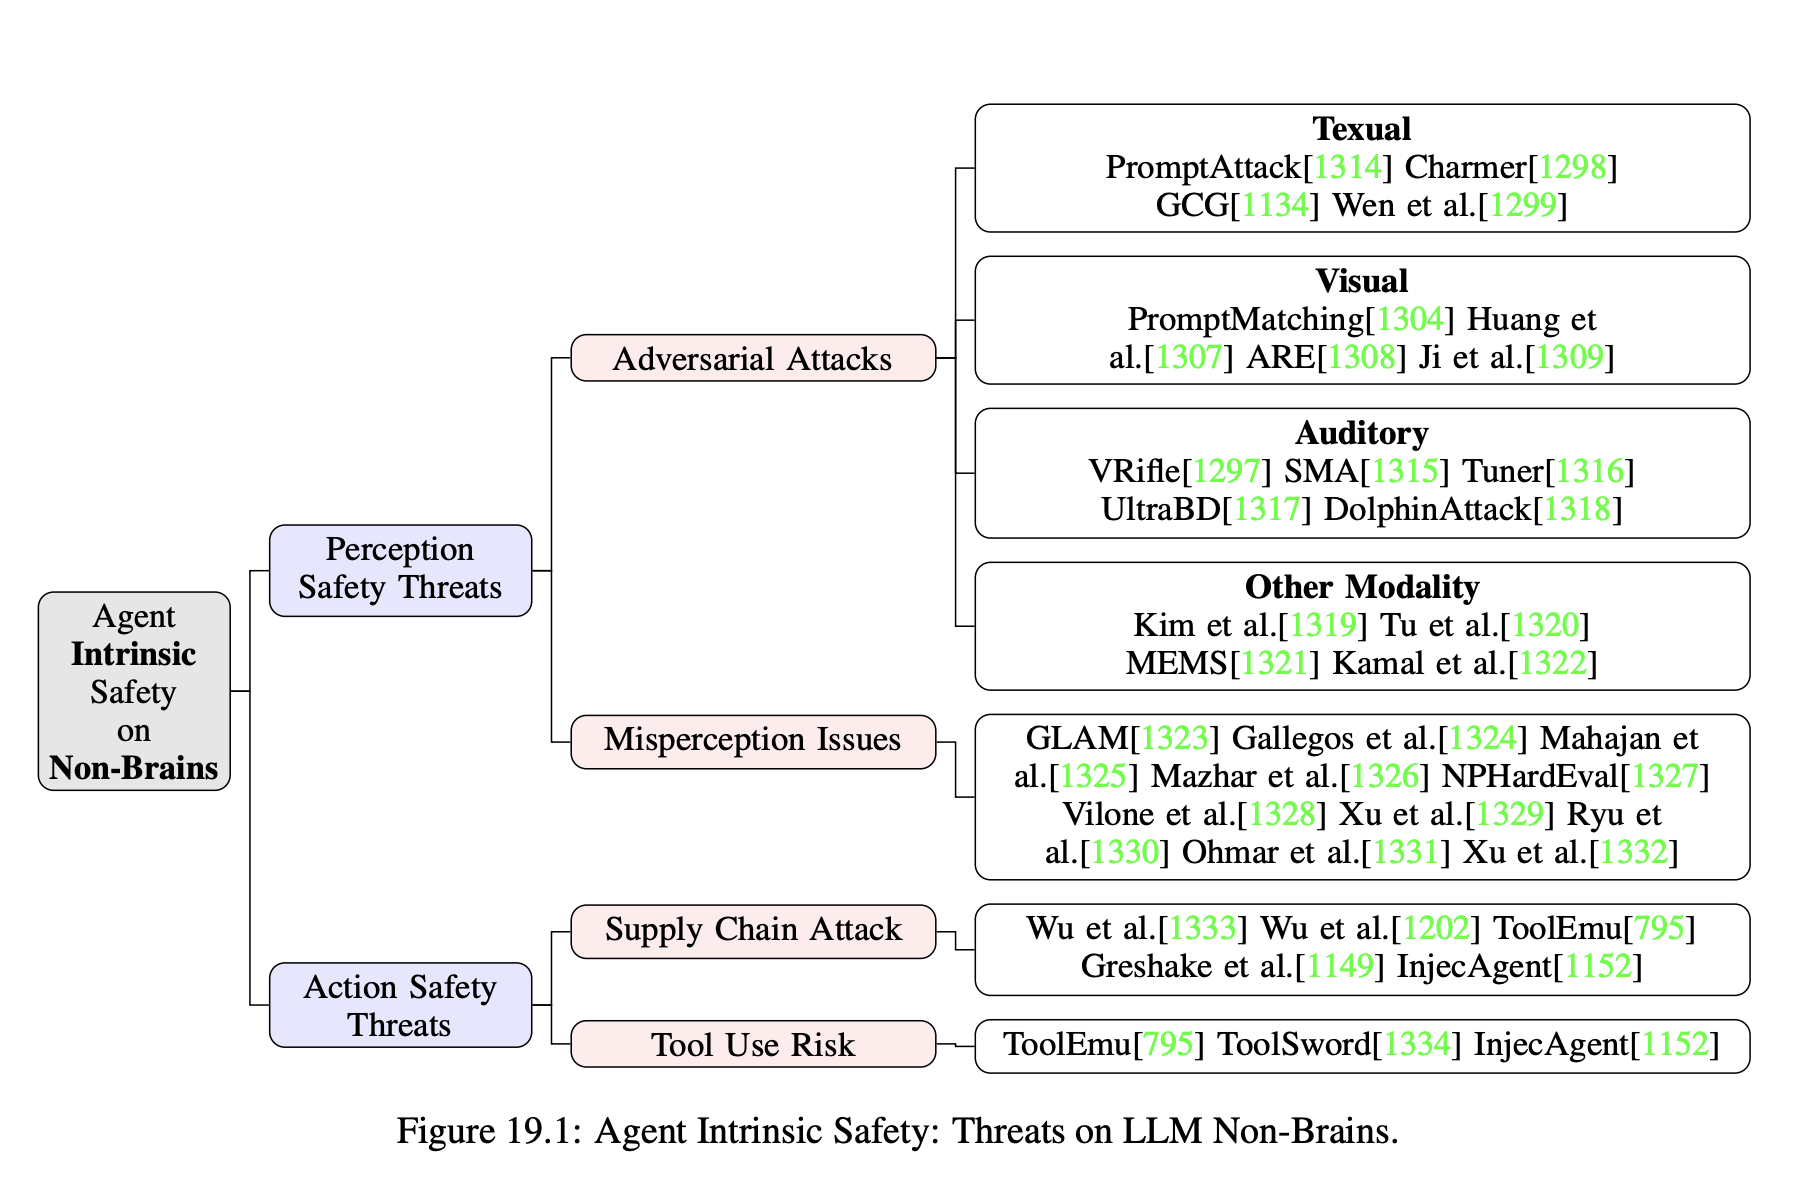 Agent
Intrinsic
Safety
on
Non-Brains
Perception
Safety Threats
Adversarial Attacks
Texual
PromptAttack[1314] Charmer[1298]
GCG[1134] Wen et al.[1299]
Visual
PromptMatching[1304] Huang et
al.[1307] ARE[1308] Ji et al.[1309]
Auditory
VRifle[1297] SMA[1315] Tuner[1316]
UltraBD[1317] DolphinAttack[1318]
Other Modality
Kim et al.[1319] Tu et al.[1320]
MEMS[1321] Kamal et al.[1322]
Misperception Issues
GLAM[1323] Gallegos et al.[1324] Mahajan et
al.[1325] Mazhar et al.[1326] NPHardEval[1327]
Vilone et al.[1328] Xu et al.[1329] Ryu et
al.[1330] Ohmar et al.[1331] Xu et al.[1332]
Action Safety
Threats
Supply Chain Attack
Wu et al.[1333] Wu et al.[1202] ToolEmu[795]
Greshake et al.[1149] InjecAgent[1152]
Tool Use Risk
ToolEmu[795] ToolSword[1334] InjecAgent[1152]
Figure 19.1: Agent Intrinsic Safety: Threats on LLM Non-Brains.